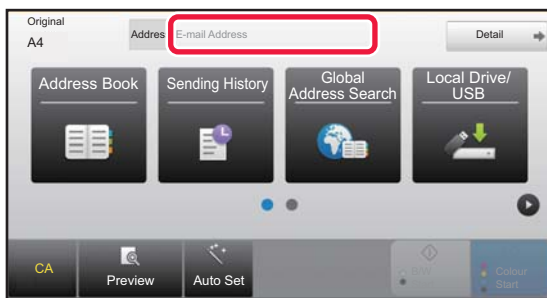 Original
A4
Addres
E-mail Address
Detail
Address Book
Sending History
Global
Address Search
Local Drive/
USB
CA
Preview
Auto Set
B/W
Colour
Start